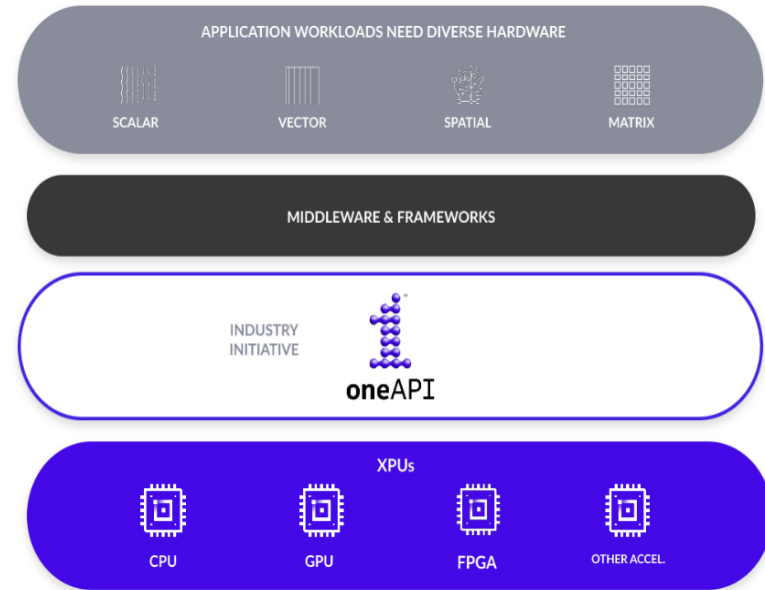 APPLICATION WORKLOADS NEED DIVERSE HARDWARE
SCALAR
VECTOR
SPATIAL
MATRIX
MIDDLEWARE & FRAMEWORKS
INDUSTRY
INITIATIVE
oneAPI
XPUs
CPU
GPU
FPGA
OTHER ACCEL.